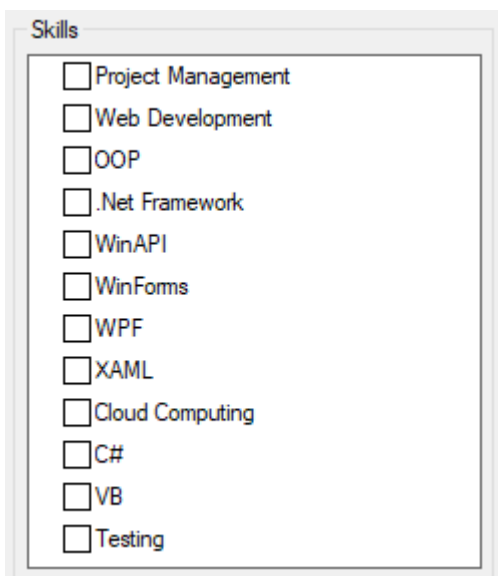 Skills
Project Management
Web Development
OOP
.Net Framework
WinAPI
WinForms
WPF
XAML
Cloud Computing
C#
VB
Testing